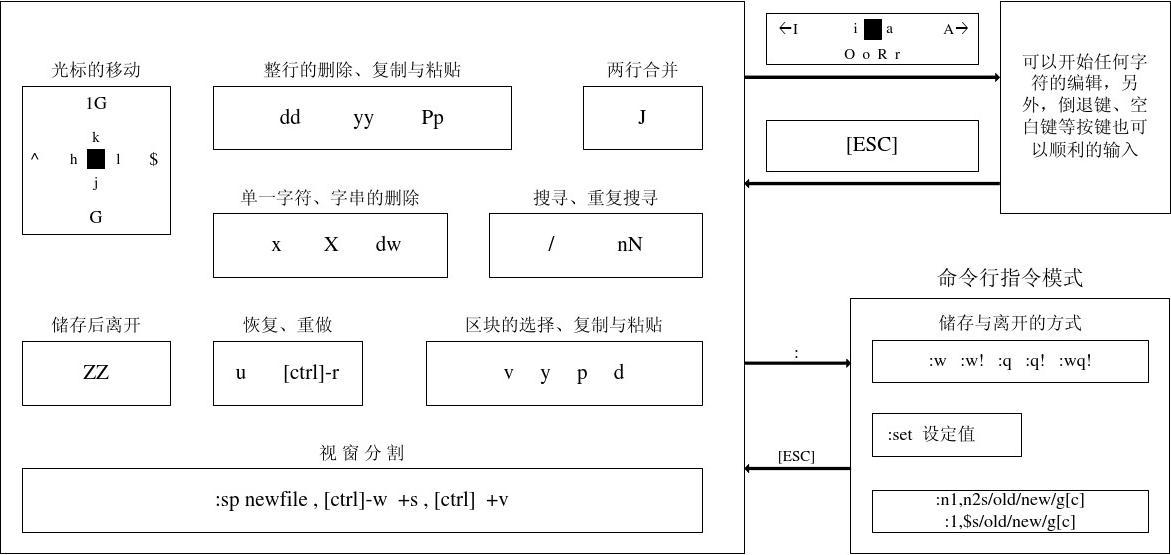 光标的移动
1G
k
^ h l $
j
G
整行的删除、复制与粘贴
dd yy Pp
两行合并
J
单一字符、字串的删除
x X dw
搜寻、重复搜寻
/ nN
储存后离开
ZZ
恢复、重做
u [ctrl]-r
区块的选择、复制与粘贴
v y p d
视 窗 分 割
:sp newfile , [ctrl]-w +s , [ctrl] +v
←I i a A→
O o R r
[ESC]
可以开始任何字
符的编辑，另
外，倒退键、空
白键等按键也可
以顺利的输入
:
[ESC]
命令行指令模式
储存与离开的方式
:w :w! :q :q! :wq!
:set 设定值
:n1,n2s/old/new/g[c]
:1,$s/old/new/g[c]